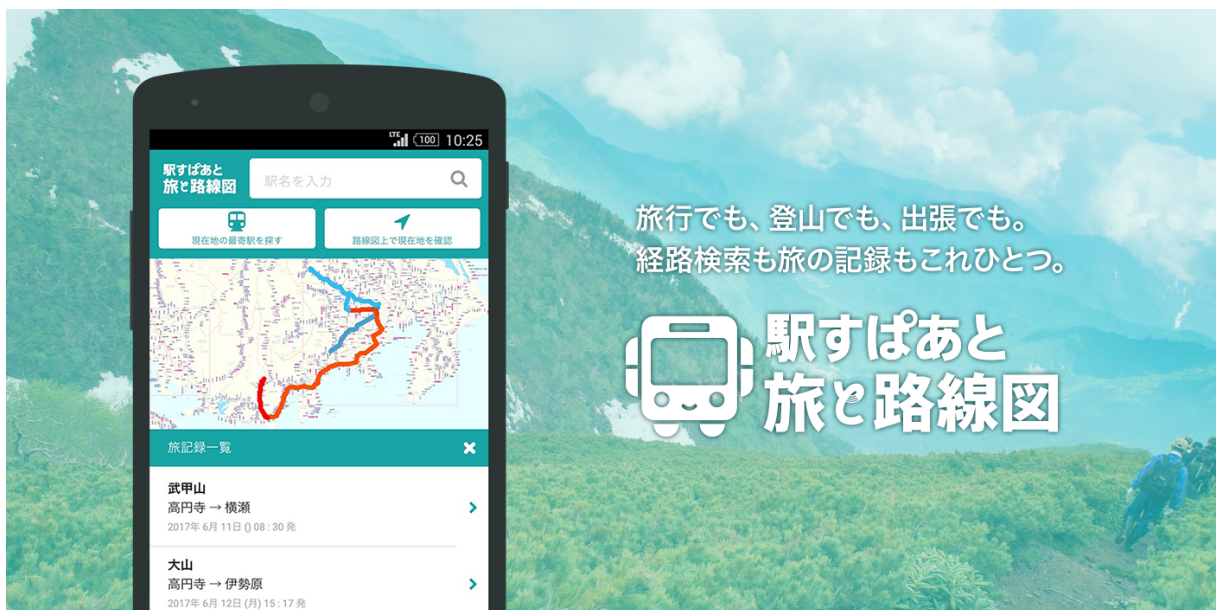 LTE 100 10:25
駅すぱあと
旅と路線図
駅名を入力
現在地の最寄駅を探す
路線図上で現在地を確認
旅記録一覧
武甲山
高円寺 → 横瀬
2017年 6月 11日 () 08 : 30 発
大山
高円寺 → 伊勢原
2017年 6月 12日 (月) 15 : 17 発
旅行でも、登山でも、出張でも。
経路検索も旅の記録もこれひとつ。
駅すぱあと
旅と路線図